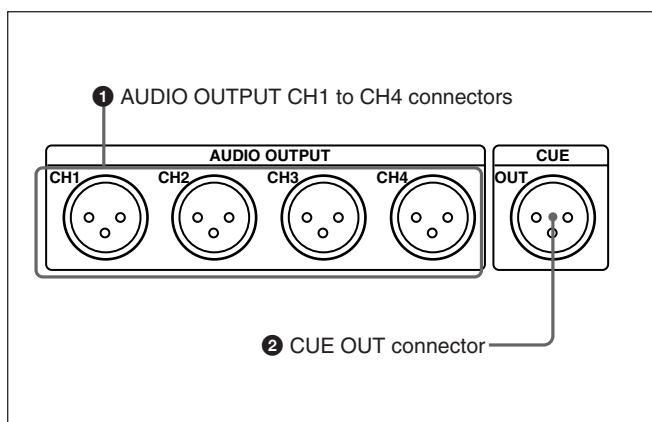 ❶ AUDIO OUTPUT CH1 to CH4 connectors
AUDIO OUTPUT
CUE
CH1 CH2 CH3 CH4
OUT
❷ CUE OUT connector